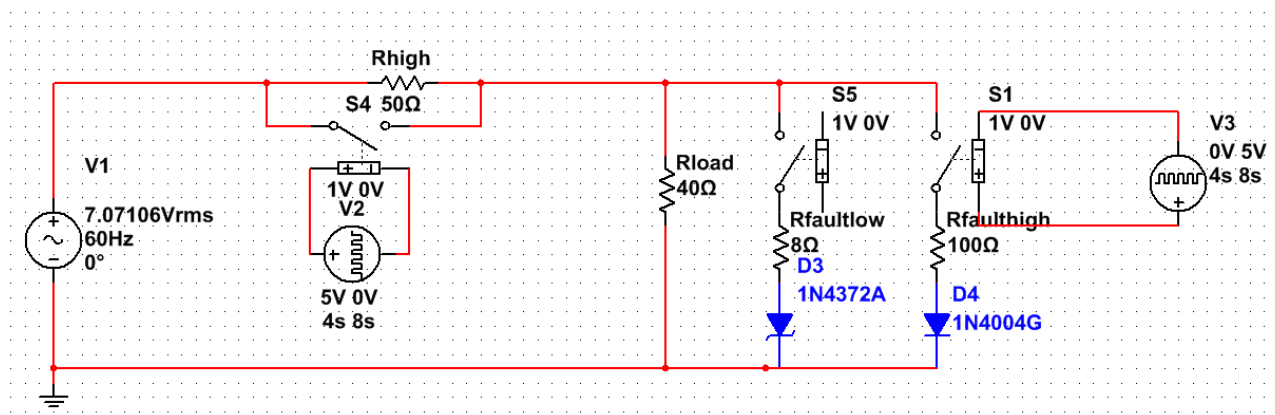 Rhigh
S4 50Ω
S5
1V 0V
S1
1V 0V
V3
0V 5V
4s 8s
V1
7.07106Vrms
60Hz
0°
1V 0V
V2
5V 0V
4s 8s
Rload
40Ω
Rfaultlow
8Ω
D3
1N4372A
Rfaulthigh
100Ω
D4
1N4004G